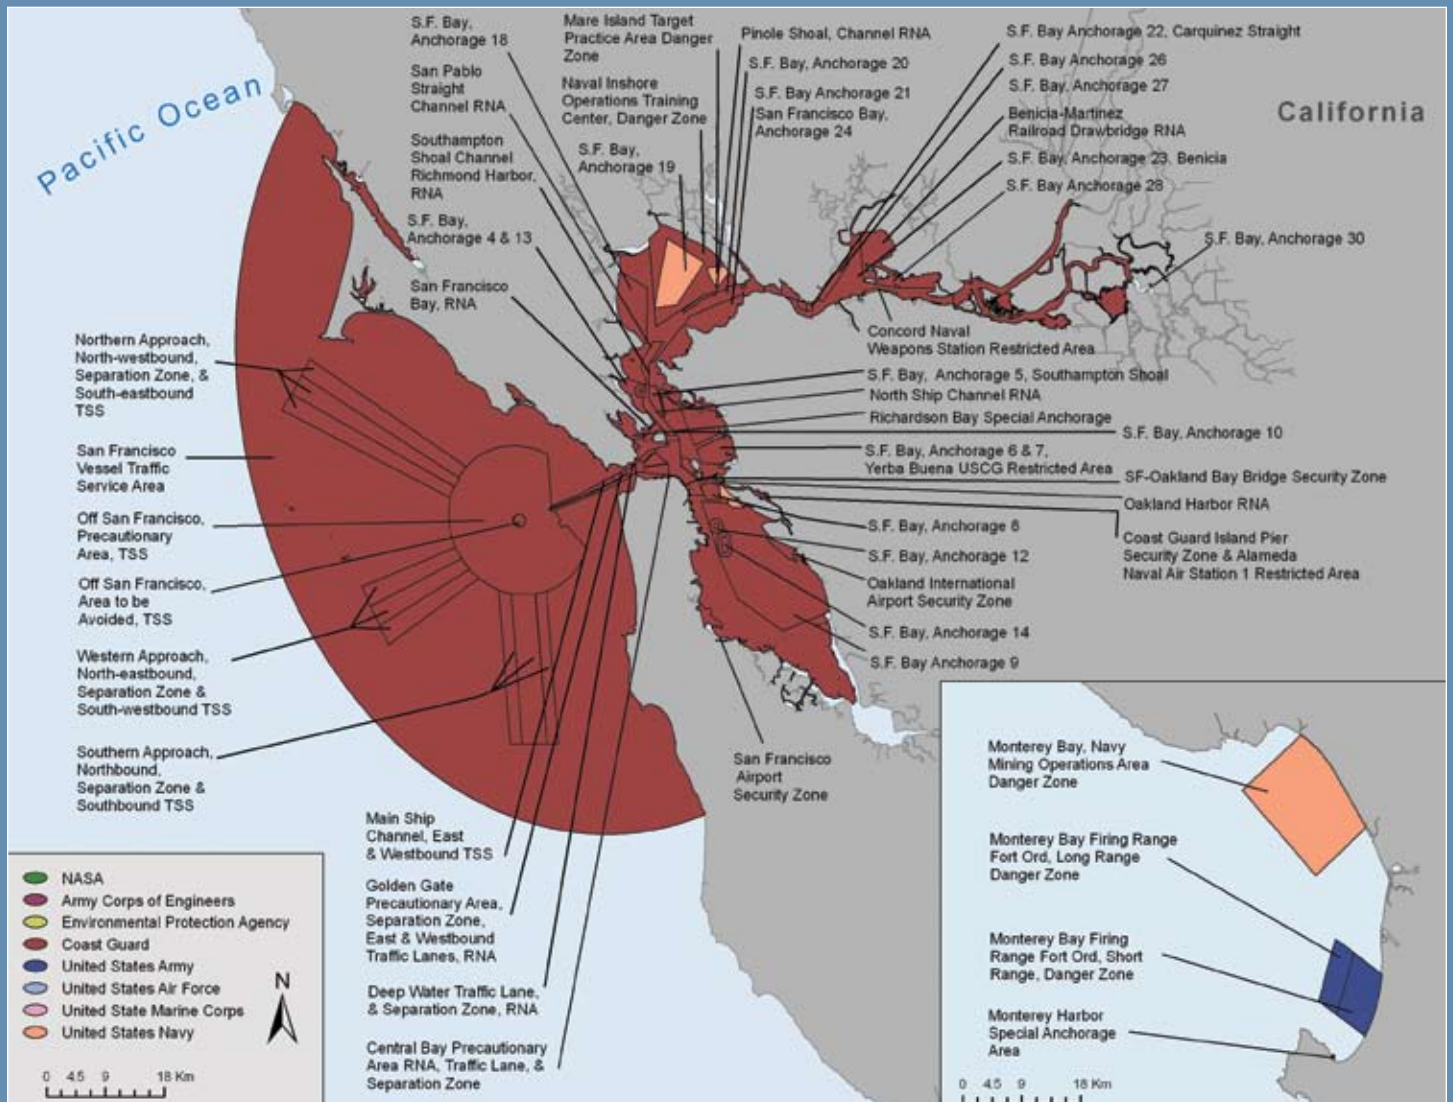 Pacific Ocean
California
S.F. Bay,
Anchorage 18
San Pablo
Straight
Channel RNA
Southampton
Shoal Channel
Richmond Harbor,
RNA
S.F. Bay,
Anchorage 4 & 13
San Francisco
Bay, RNA
Mare Island Target
Practice Area Danger
Zone
Naval Inshore
Operations Training
Center, Danger Zone
S.F. Bay,
Anchorage 19
Pinole Shoal, Channel RNA
S.F. Bay, Anchorage 20
S.F. Bay Anchorage 21
San Francisco Bay,
Anchorage 24
S.F. Bay Anchorage 22, Carquinez Straight
S.F. Bay Anchorage 26
S.F. Bay, Anchorage 27
Benicia-Martinez
Railroad Drawbridge RNA
S.F. Bay, Anchorage 23, Benicia
S.F. Bay Anchorage 28
S.F. Bay, Anchorage 30
Concord Naval
Weapons Station Restricted Area
S.F. Bay, Anchorage 5, Southampton Shoal
North Ship Channel RNA
Richardson Bay Special Anchorage
S.F. Bay, Anchorage 10
S.F. Bay, Anchorage 6 & 7,
Yerba Buena USCG Restricted Area
SF-Oakland Bay Bridge Security Zone
Oakland Harbor RNA
S.F. Bay, Anchorage 8
Coast Guard Island Pier
Security Zone & Alameda
Naval Air Station 1 Restricted Area
S.F. Bay, Anchorage 12
Oakland International
Airport Security Zone
S.F. Bay, Anchorage 14
S.F. Bay Anchorage 9
San Francisco
Airport
Security Zone
Northern Approach,
North-westbound,
Separation Zone, &
South-eastbound
TSS
San Francisco
Vessel Traffic
Service Area
Off San Francisco,
Precautionary
Area, TSS
Off San Francisco,
Area to be
Avoided, TSS
Western Approach,
North-eastbound,
Separation Zone &
South-westbound TSS
Southern Approach,
Northbound,
Separation Zone &
Southbound TSS
Main Ship
Channel, East
& Westbound TSS
Golden Gate
Precautionary Area,
Separation Zone,
East & Westbound
Traffic Lanes, RNA
Deep Water Traffic Lane,
& Separation Zone, RNA
Central Bay Precautionary
Area RNA, Traffic Lane, &
Separation Zone
NASA
Army Corps of Engineers
Environmental Protection Agency
Coast Guard
United States Army
United States Air Force
United State Marine Corps
United States Navy
N
0 4.5 9 18 Km
Monterey Bay, Navy
Mining Operations Area
Danger Zone
Monterey Bay Firing Range
Fort Ord, Long Range
Danger Zone
Monterey Bay Firing
Range Fort Ord, Short
Range, Danger Zone
Monterey Harbor
Special Anchorage
Area
0 4.5 9 18 Km